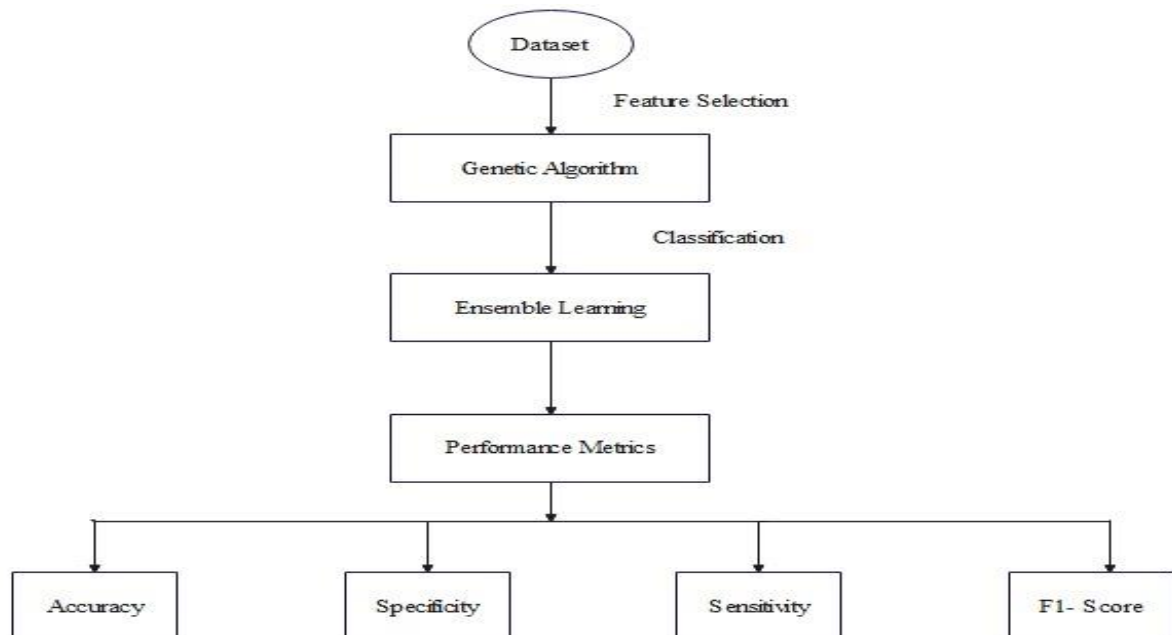 Dataset
Feature Selection
Genetic Algorithm
Classification
Ensemble Learning
Performance Metrics
Accuracy
Specificity
Sensitivity
F1- Score